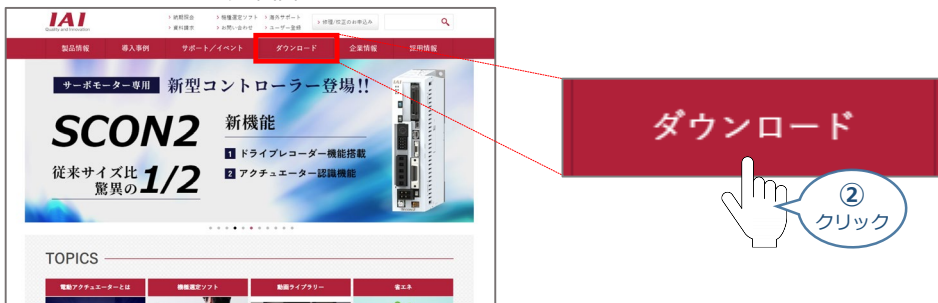 IAI
Quality and Innovation
> 納期照会 > 機種選定ソフト > 海外サポート
> 資料請求 > お問い合わせ > ユーザー登録
> 修理/校正のお申込み
製品情報 導入事例 サポート/イベント ダウンロード 企業情報 採用情報
サーボモーター専用 新型コントローラー登場!!
SCON2
新機能
1 ドライブレコーダー機能搭載
2 アクチュエーター認識機能
従来サイズ比
驚異の1/2
ダウンロード
②
クリック
TOPICS
電動アクチュエーターとは 機種選定ソフト 動画ライブラリー 省エネ